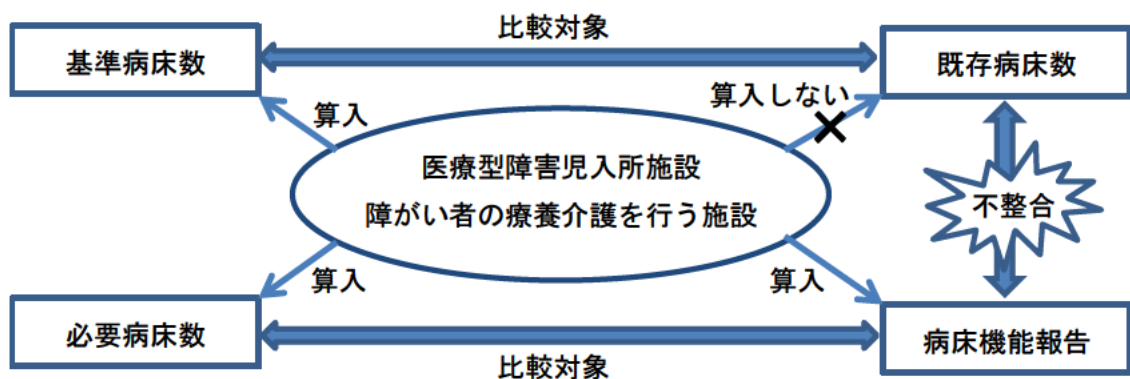 比較対象
基準病床数
既存病床数
算入
算入しない
医療型障害児入所施設
障がい者の療養介護を行う施設
不整合
算入
算入
必要病床数
病床機能報告
比較対象